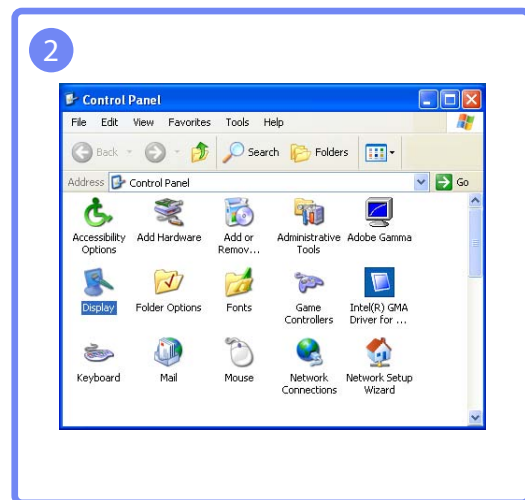 2
Control Panel
File Edit View Favorites Tools Help
Back Search Folders
Address Control Panel Go
Accessibility Options
Add Hardware
Add or Remov...
Administrative Tools
Adobe Gamma
Display
Folder Options
Fonts
Game Controllers
Intel(R) GMA Driver for ...
Keyboard
Mail
Mouse
Network Connections
Network Setup Wizard